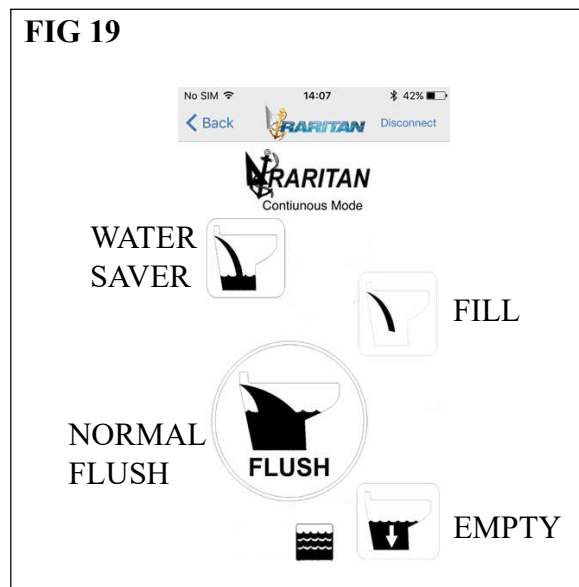 FIG 19
No SIM 14:07 42%
Back RARITAN Disconnect
RARITAN
Contiunous Mode
WATER
SAVER
FILL
NORMAL
FLUSH
FLUSH
EMPTY